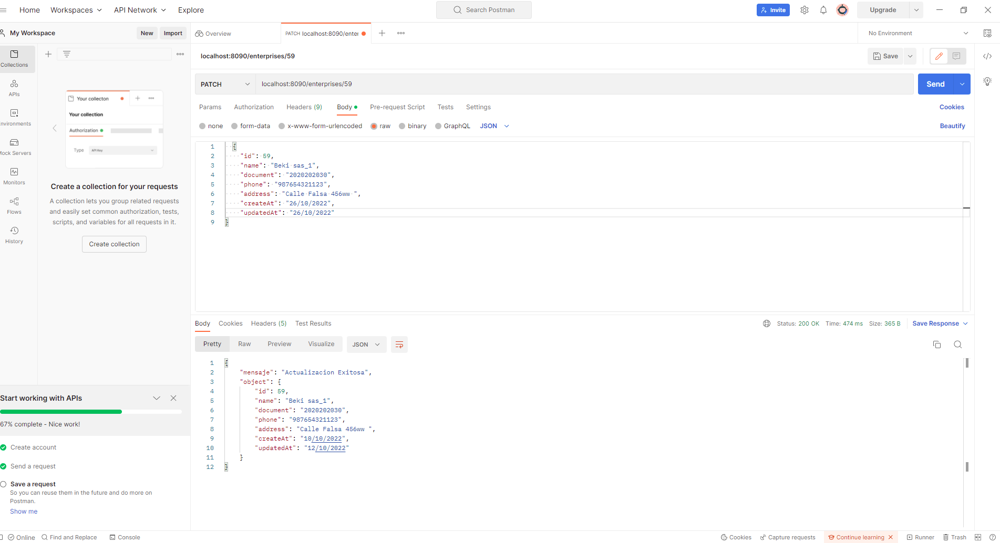 Home Workspaces API Network Explore Search Postman Invite Upgrade
My Workspace New Import Overview PATCH localhost:8090/enter No Environment
Collections
APIs
nvironments
Mock Servers
Monitors
Flows
History
Your collecton
Your collection
Authorization
Type API Key
Create a collection for your requests
A collection lets you group related requests
and easily set common authorization, tests,
scripts, and variables for all requests in it.
Create collection
Start working with APIs
67% complete - Nice work!
Create account
Send a request
Save a request
So you can reuse them in the future and do more on
Postman.
Show me
localhost:8090/enterprises/59 Save
PATCH localhost:8090/enterprises/59 Send
Params Authorization Headers (9) Body Pre-request Script Tests Settings Cookies
none form-data x-www-form-urlencoded raw binary GraphQL JSON Beautify
1 {
2 "id": 59,
3 "name": "Beki sas_1",
4 "document": "2020202030",
5 "phone": "987654321123",
6 "address": "Calle Falsa 456ww ",
7 "createAt": "26/10/2022",
8 "updatedAt": "26/10/2022"
9 }
Body Cookies Headers (5) Test Results Status: 200 OK Time: 474 ms Size: 365 B Save Response
Pretty Raw Preview Visualize JSON
1 {
2 "mensaje": "Actualizacion Exitosa",
3 "object": {
4 "id": 59,
5 "name": "Beki sas_1",
6 "document": "2020202030",
7 "phone": "987654321123",
8 "address": "Calle Falsa 456ww ",
9 "createAt": "10/10/2022",
10 "updatedAt": "12/10/2022"
11 }
12 }
Online Find and Replace Console Cookies Capture requests Continue learning Runner Trash